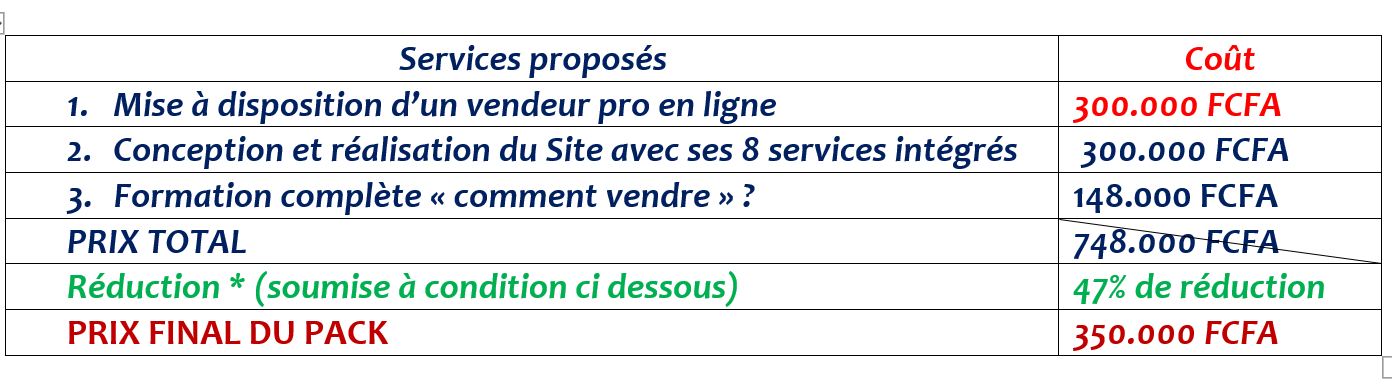 Services proposés Coût
1. Mise à disposition d’un vendeur pro en ligne 300.000 FCFA
2. Conception et réalisation du Site avec ses 8 services intégrés 300.000 FCFA
3. Formation complète « comment vendre » ? 148.000 FCFA
PRIX TOTAL 748.000 FCFA
Réduction * (soumise à condition ci dessous) 47% de réduction
PRIX FINAL DU PACK 350.000 FCFA